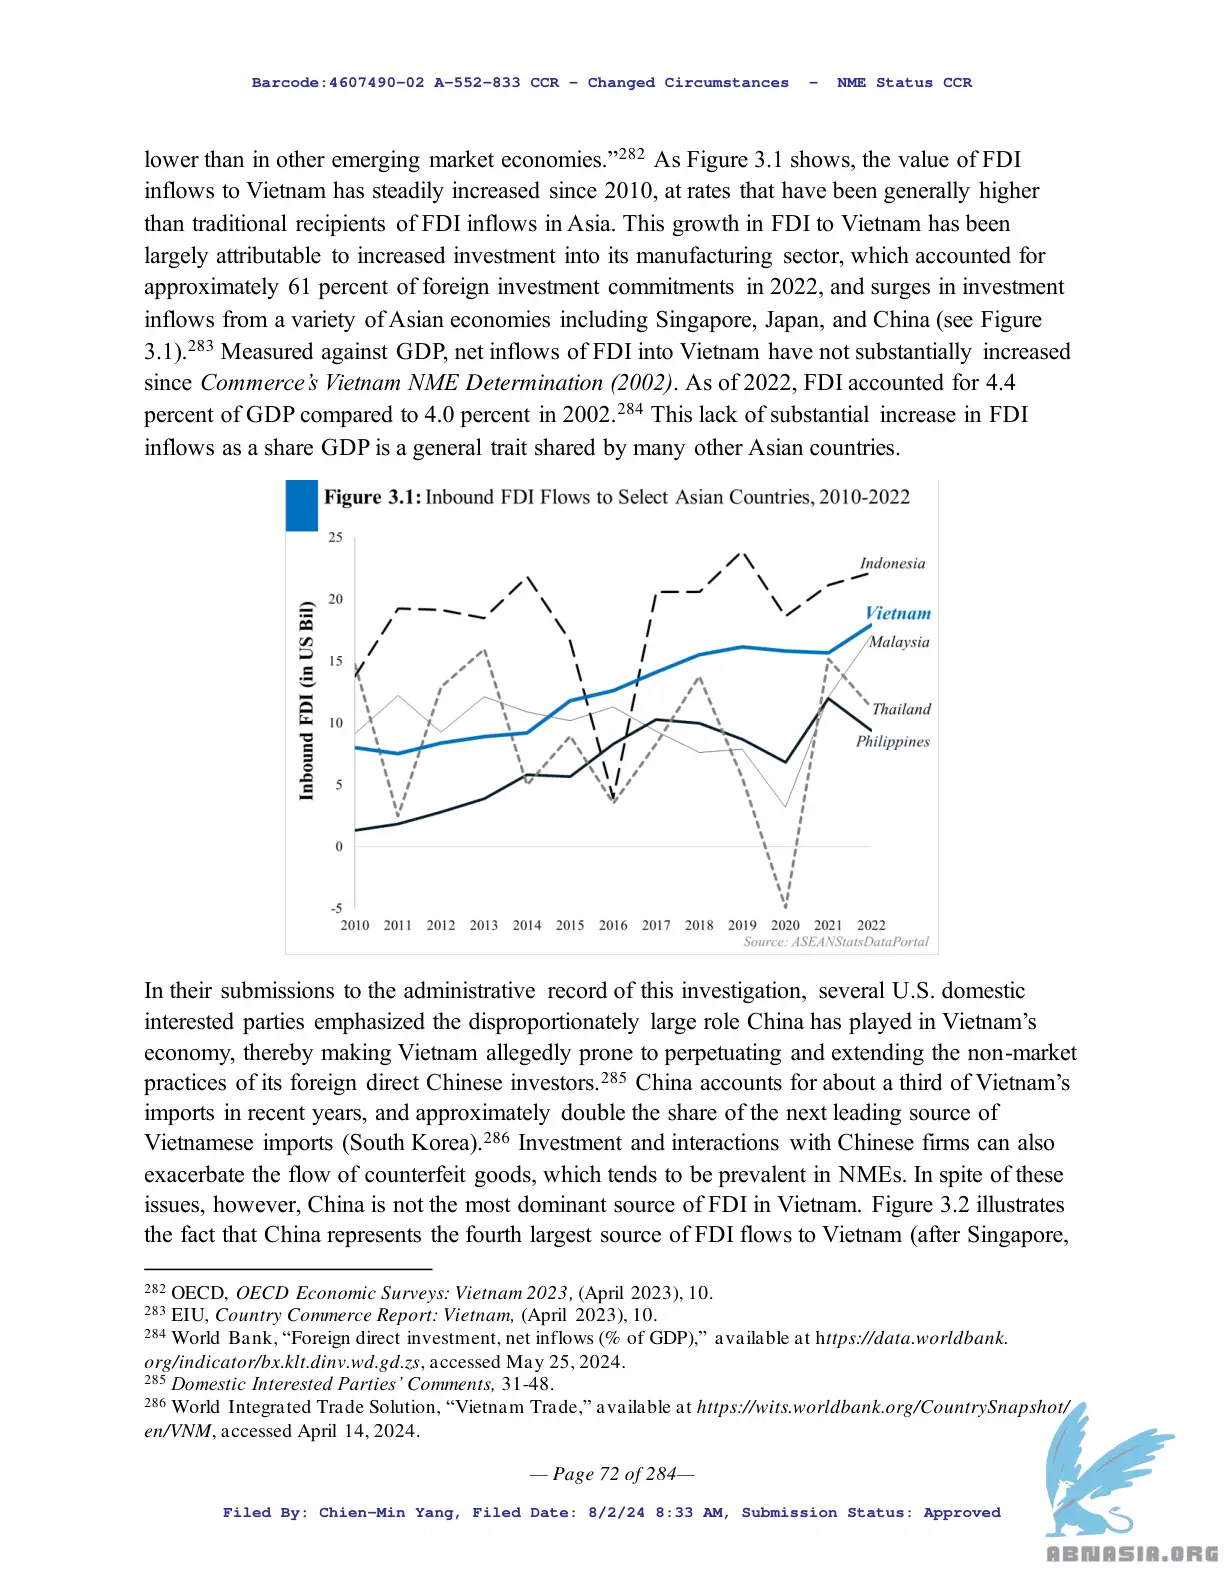 Barcode:4607490-02 A-552-833 CCR - Changed Circumstances - NME Status CCR
lower than in other emerging market economies.”282 As Figure 3.1 shows, the value of FDI
inflows to Vietnam has steadily increased since 2010, at rates that have been generally higher
than traditional recipients of FDI inflows in Asia. This growth in FDI to Vietnam has been
largely attributable to increased investment into its manufacturing sector, which accounted for
approximately 61 percent of foreign investment commitments in 2022, and surges in investment
inflows from a variety of Asian economies including Singapore, Japan, and China (see Figure
3.1).283 Measured against GDP, net inflows of FDI into Vietnam have not substantially increased
since Commerce’s Vietnam NME Determination (2002). As of 2022, FDI accounted for 4.4
percent of GDP compared to 4.0 percent in 2002.284 This lack of substantial increase in FDI
inflows as a share GDP is a general trait shared by many other Asian countries.
Figure 3.1: Inbound FDI Flows to Select Asian Countries, 2010-2022
Inbound FDI (in US Bil)
25
20
15
10
5
0
-5
Indonesia
Vietnam
Malaysia
Thailand
Philippines
2010 2011 2012 2013 2014 2015 2016 2017 2018 2019 2020 2021 2022
Source: ASEANStatsDataPortal
In their submissions to the administrative record of this investigation, several U.S. domestic
interested parties emphasized the disproportionately large role China has played in Vietnam’s
economy, thereby making Vietnam allegedly prone to perpetuating and extending the non-market
practices of its foreign direct Chinese investors.285 China accounts for about a third of Vietnam’s
imports in recent years, and approximately double the share of the next leading source of
Vietnamese imports (South Korea).286 Investment and interactions with Chinese firms can also
exacerbate the flow of counterfeit goods, which tends to be prevalent in NMEs. In spite of these
issues, however, China is not the most dominant source of FDI in Vietnam. Figure 3.2 illustrates
the fact that China represents the fourth largest source of FDI flows to Vietnam (after Singapore,
282 OECD, OECD Economic Surveys: Vietnam 2023, (April 2023), 10.
283 EIU, Country Commerce Report: Vietnam, (April 2023), 10.
284 World Bank, “Foreign direct investment, net inflows (% of GDP),” available at https://data.worldbank.
org/indicator/bx.klt.dinv.wd.gd.zs, accessed May 25, 2024.
285 Domestic Interested Parties’ Comments, 31-48.
286 World Integrated Trade Solution, “Vietnam Trade,” available at https://wits.worldbank.org/CountrySnapshot/
en/VNM, accessed April 14, 2024.
— Page 72 of 284—
Filed By: Chien-Min Yang, Filed Date: 8/2/24 8:33 AM, Submission Status: Approved
ABNASIA.ORG